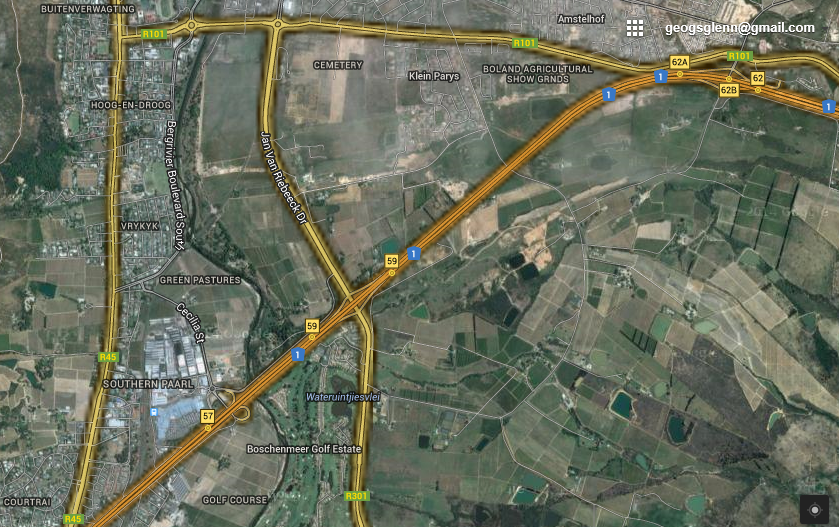 BUITENVERWAGTING
Amstelhof
geogsglenn@gmail.com
R101
R101
R101
CEMETERY
Klein Parys
BOLAND AGRICULTURAL
SHOW GRNDS
62A
1
62
62B
1
1
HOOG-EN-DROOG
Bergrivier Boulevard South
Jan Van Riebeeck Dr
VRYKYK
59
1
GREEN PASTURES
Cecilia St
59
1
R45
SOUTHERN PAARL
Wateruintjiesvlei
57
Boschenmeer Golf Estate
COURTRAI
GOLF COURSE
R301
R45